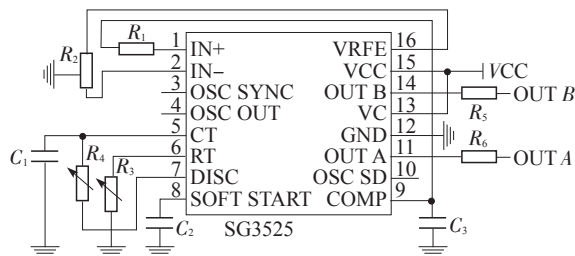 R₁
R₂
1 IN+ VRFE 16
2 IN− VCC 15 VCC
3 OSC SYNC OUT B 14 OUT B
R₅
4 OSC OUT VC 13
5 CT GND 12
C₁ R₄ R₃ R₆
6 RT OUT A 11 OUT A
7 DISC OSC SD 10
8 SOFT START COMP 9
C₂ C₃
SG3525